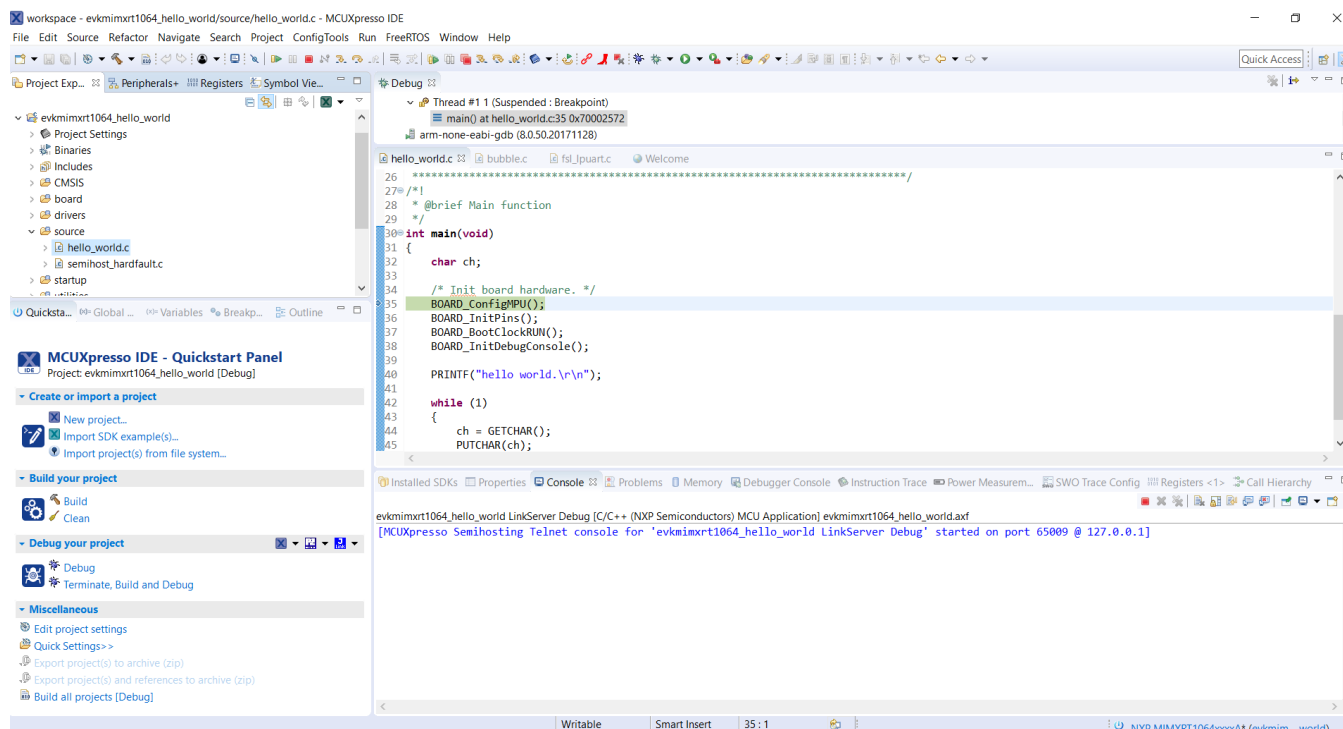 workspace - evkmimxrt1064_hello_world/source/hello_world.c - MCUXpresso IDE
File Edit Source Refactor Navigate Search Project ConfigTools Run FreeRTOS Window Help
Quick Access
Project Exp... Peripherals+ Registers Symbol Vie...
evkmimxrt1064_hello_world
Project Settings
Binaries
Includes
CMSIS
board
drivers
source
hello_world.c
semihost_hardfault.c
startup
Debug
Thread #1 1 (Suspended : Breakpoint)
main() at hello_world.c:35 0x70002572
arm-none-eabi-gdb (8.0.50.20171128)
hello_world.c bubble.c fsl_lpuart.c Welcome
26 ******************************************************************************/
27 /*!
28 * @brief Main function
29 */
30 int main(void)
31 {
32 char ch;
33
34 /* Init board hardware. */
35 BOARD_ConfigMPU();
36 BOARD_InitPins();
37 BOARD_BootClockRUN();
38 BOARD_InitDebugConsole();
39
40 PRINTF("hello world.\r\n");
41
42 while (1)
43 {
44 ch = GETCHAR();
45 PUTCHAR(ch);
Quicksta... Global ... Variables Breakp... Outline
MCUXpresso IDE - Quickstart Panel
IDE
Project: evkmimxrt1064_hello_world [Debug]
Create or import a project
New project...
Import SDK example(s)...
Import project(s) from file system...
Build your project
Build
Clean
Debug your project
Debug
Terminate, Build and Debug
Miscellaneous
Edit project settings
Quick Settings>>
Export project(s) to archive (zip)
Export project(s) and references to archive (zip)
Build all projects [Debug]
Installed SDKs Properties Console Problems Memory Debugger Console Instruction Trace Power Measurem... SWO Trace Config Registers <1> Call Hierarchy
evkmimxrt1064_hello_world LinkServer Debug [C/C++ (NXP Semiconductors) MCU Application] evkmimxrt1064_hello_world.axf
[MCUXpresso Semihosting Telnet console for 'evkmimxrt1064_hello_world LinkServer Debug' started on port 65009 @ 127.0.0.1]
Writable Smart Insert 35 : 1
NXP MIMXRT1064xxxxA* (evkmim...world)